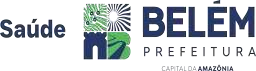 Saúde
BELÉM
PREFEITURA
CAPITAL DA AMAZÔNIA